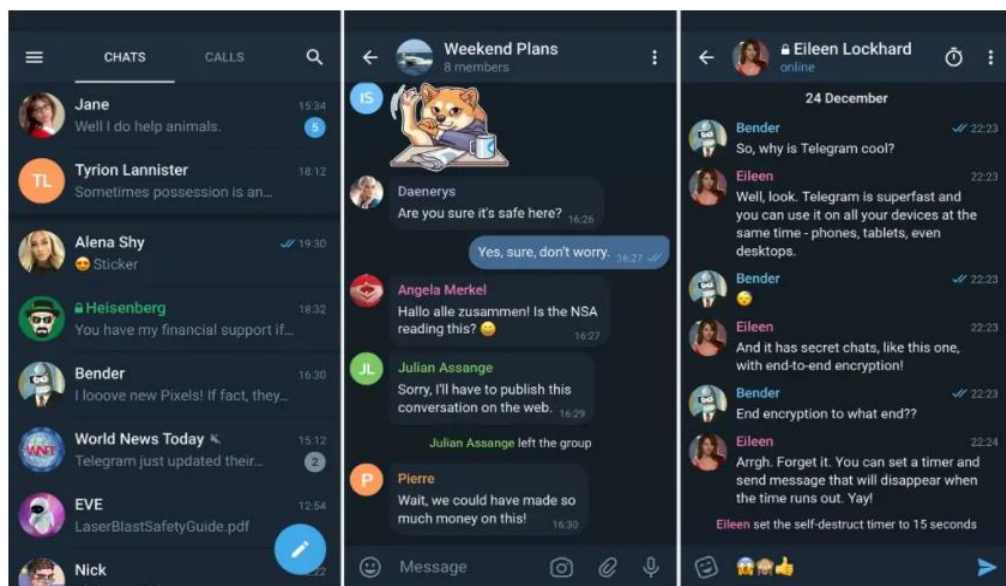 CHATS CALLS
Jane 15:34
Well I do help animals. 5
TL Tyrion Lannister 18:12
Sometimes possession is an...
Alena Shy 19:30
😍 Sticker
Heisenberg 18:32
You have my financial support if...
Bender 16:30
I looove new Pixels! If fact, they...
World News Today 15:12
WNT Telegram just updated their... 2
EVE 12:54
LaserBlastSafetyGuide.pdf
Nick
Weekend Plans
8 members
IS
Daenerys
Are you sure it's safe here? 16:26
Yes, sure, don't worry. 16:27
Angela Merkel
Hallo alle zusammen! Is the NSA
reading this? 😀 16:27
JL Julian Assange
Sorry, I'll have to publish this
conversation on the web. 16:29
Julian Assange left the group
P Pierre
Wait, we could have made so
much money on this! 16:30
Message
Eileen Lockhard
online
24 December
Bender 22:23
So, why is Telegram cool?
Eileen 22:23
Well, look. Telegram is superfast and
you can use it on all your devices at the
same time - phones, tablets, even
desktops.
Bender 22:23
😴
Eileen 22:23
And it has secret chats, like this one,
with end-to-end encryption!
Bender 22:23
End encryption to what end??
Eileen 22:24
Arrgh. Forget it. You can set a timer and
send message that will disappear when
the time runs out. Yay!
Eileen set the self-destruct timer to 15 seconds
😱🙈👍